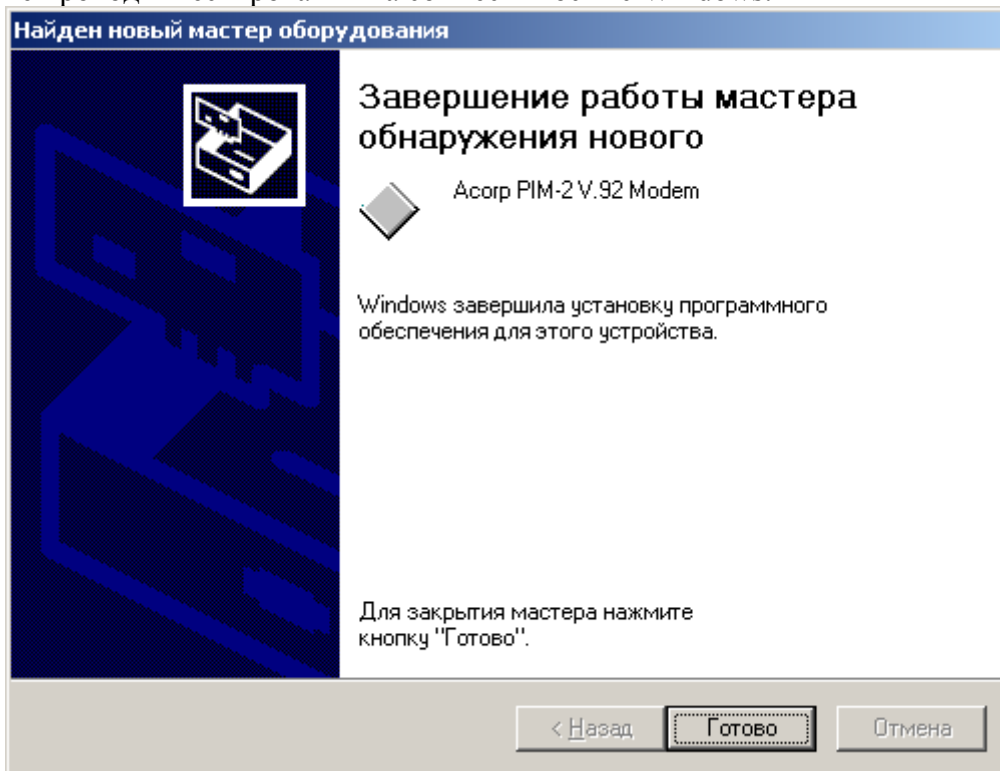 Найден новый мастер оборудования
Завершение работы мастера
обнаружения нового
Acorp PIM-2 V.92 Modem
Windows завершила установку программного
обеспечения для этого устройства.
Для закрытия мастера нажмите
кнопку "Готово".
< Назад
Готово
Отмена